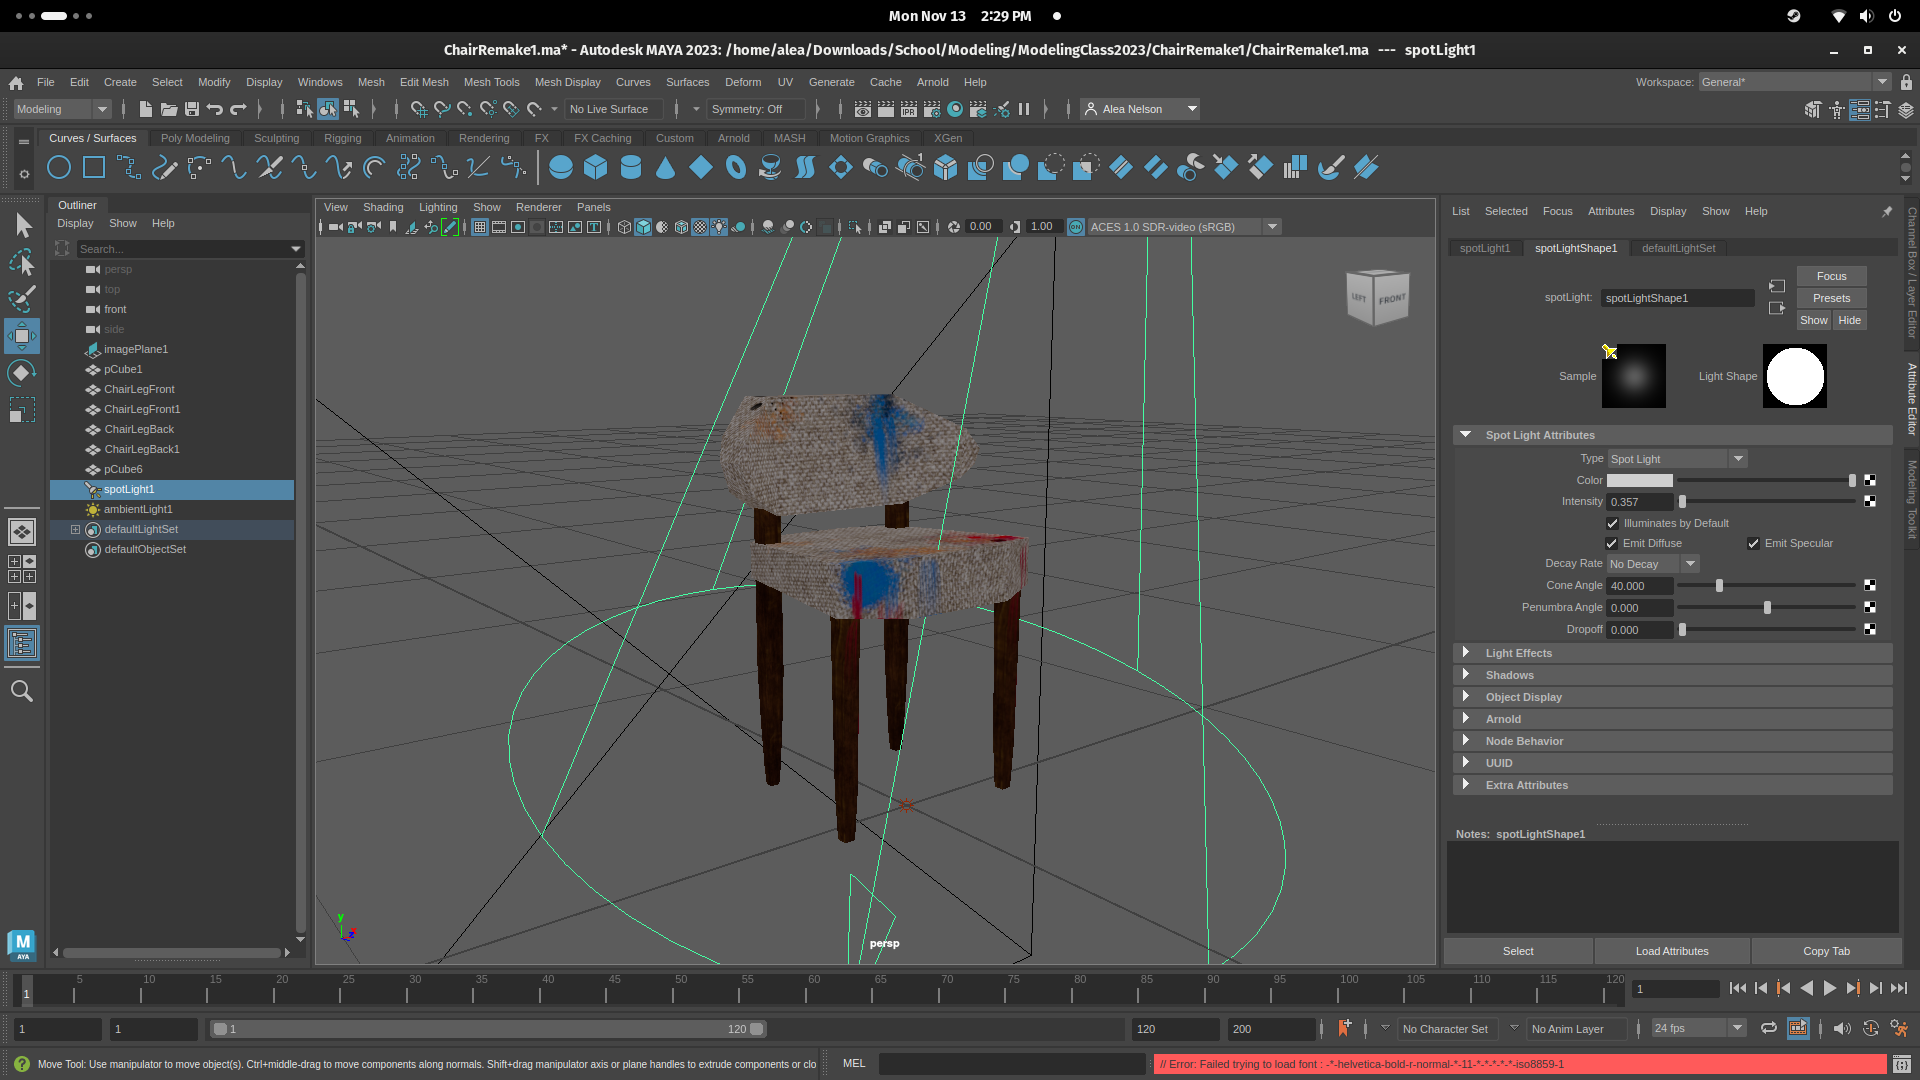 Mon Nov 13 2:29 PM
ChairRemake1.ma* - Autodesk MAYA 2023: /home/alea/Downloads/School/Modeling/ModelingClass2023/ChairRemake1/ChairRemake1.ma --- spotLight1
File Edit Create Select Modify Display Windows Mesh Edit Mesh Mesh Tools Mesh Display Curves Surfaces Deform UV Generate Cache Arnold Help
Workspace: General*
Modeling No Live Surface Symmetry: Off IPR Alea Nelson
Curves / Surfaces Poly Modeling Sculpting Rigging Animation Rendering FX FX Caching Custom Arnold MASH Motion Graphics XGen
Outliner
Display Show Help
Search...
persp
top
front
side
imagePlane1
pCube1
ChairLegFront
ChairLegFront1
ChairLegBack
ChairLegBack1
pCube6
spotLight1
ambientLight1
defaultLightSet
defaultObjectSet
View Shading Lighting Show Renderer Panels
0.00 1.00 ON ACES 1.0 SDR-video (sRGB)
LEFT FRONT
y
z
persp
List Selected Focus Attributes Display Show Help
spotLight1 spotLightShape1 defaultLightSet
Focus
spotLight: spotLightShape1
Presets
Show Hide
Sample
Light Shape
Spot Light Attributes
Type Spot Light
Color
Intensity 0.357
Illuminates by Default
Emit Diffuse Emit Specular
Decay Rate No Decay
Cone Angle 40.000
Penumbra Angle 0.000
Dropoff 0.000
Light Effects
Shadows
Object Display
Arnold
Node Behavior
UUID
Extra Attributes
Notes: spotLightShape1
Select Load Attributes Copy Tab
Channel Box / Layer Editor
Attribute Editor
Modeling Toolkit
M
AYA
1 5 10 15 20 25 30 35 40 45 50 55 60 65 70 75 80 85 90 95 100 105 110 115 120
1
1 1 1 120 120 200 No Character Set No Anim Layer 24 fps
Move Tool: Use manipulator to move object(s). Ctrl+middle-drag to move components along normals. Shift+drag manipulator axis or plane handles to extrude components or clo
MEL
// Error: Failed trying to load font : -*-helvetica-bold-r-normal-*-11-*-*-*-*-*-iso8859-1